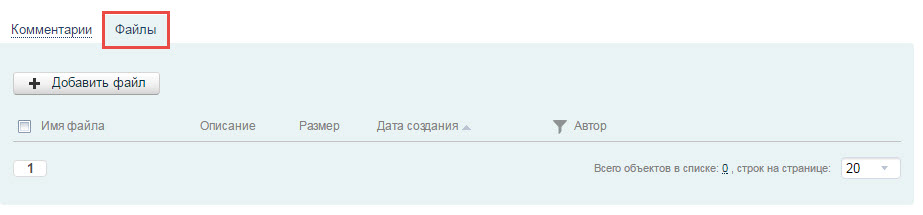 Комментарии Файлы
Добавить файл
Имя файла Описание Размер Дата создания Автор
1 Всего объектов в списке: 0 , строк на странице: 20